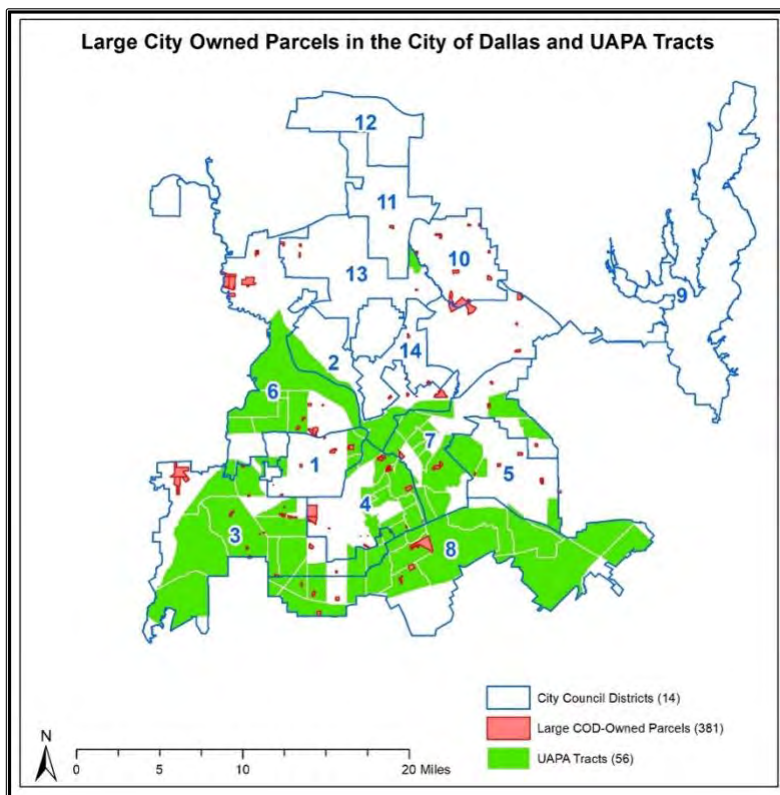 Large City Owned Parcels in the City of Dallas and UAPA Tracts
12
11
10
13
9
14
2
6
7
1
5
4
3
8
City Council Districts (14)
Large COD-Owned Parcels (381)
UAPA Tracts (56)
N
0 5 10 20 Miles